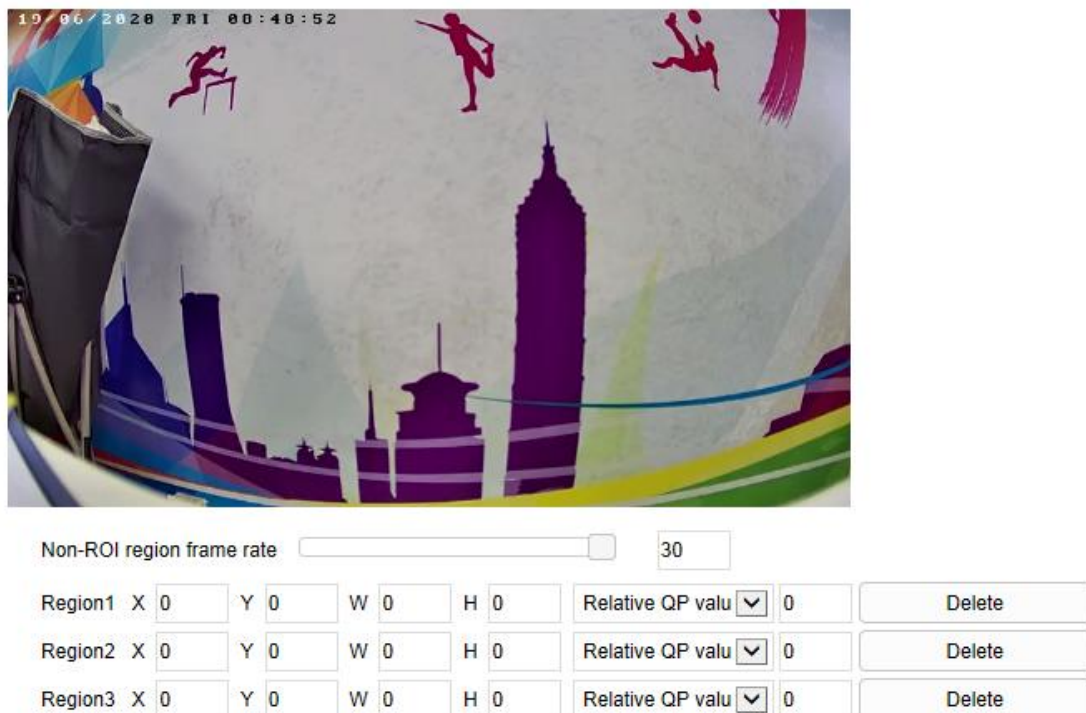 19/06/2020 FRI 08:48:52
Non-ROI region frame rate 30
Region1 X 0 Y 0 W 0 H 0 Relative QP valu 0 Delete
Region2 X 0 Y 0 W 0 H 0 Relative QP valu 0 Delete
Region3 X 0 Y 0 W 0 H 0 Relative QP valu 0 Delete